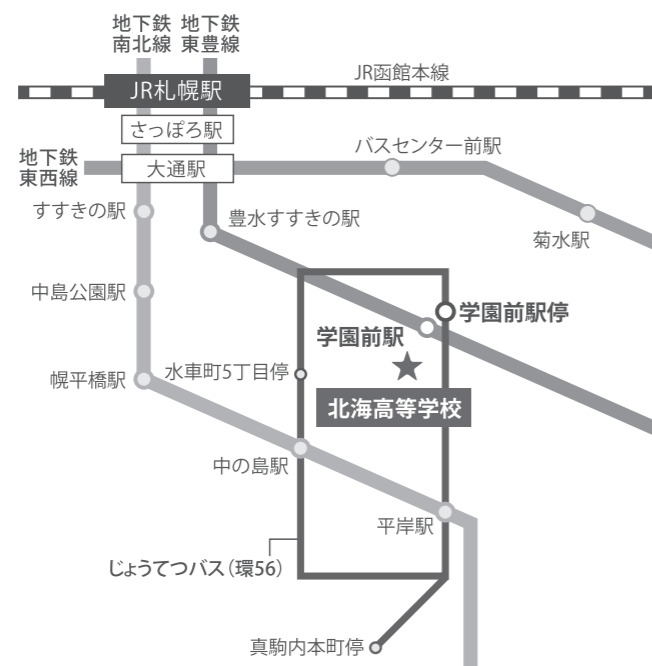 地下鉄
南北線
地下鉄
東豊線
JR函館本線
JR札幌駅
さっぽろ駅
地下鉄
東西線
大通駅
バスセンター前駅
すすきの駅
豊水すすきの駅
菊水駅
中島公園駅
学園前駅停
学園前駅
幌平橋駅
水車町5丁目停
北海高等学校
中の島駅
平岸駅
じょうてつバス（環56）
真駒内本町停